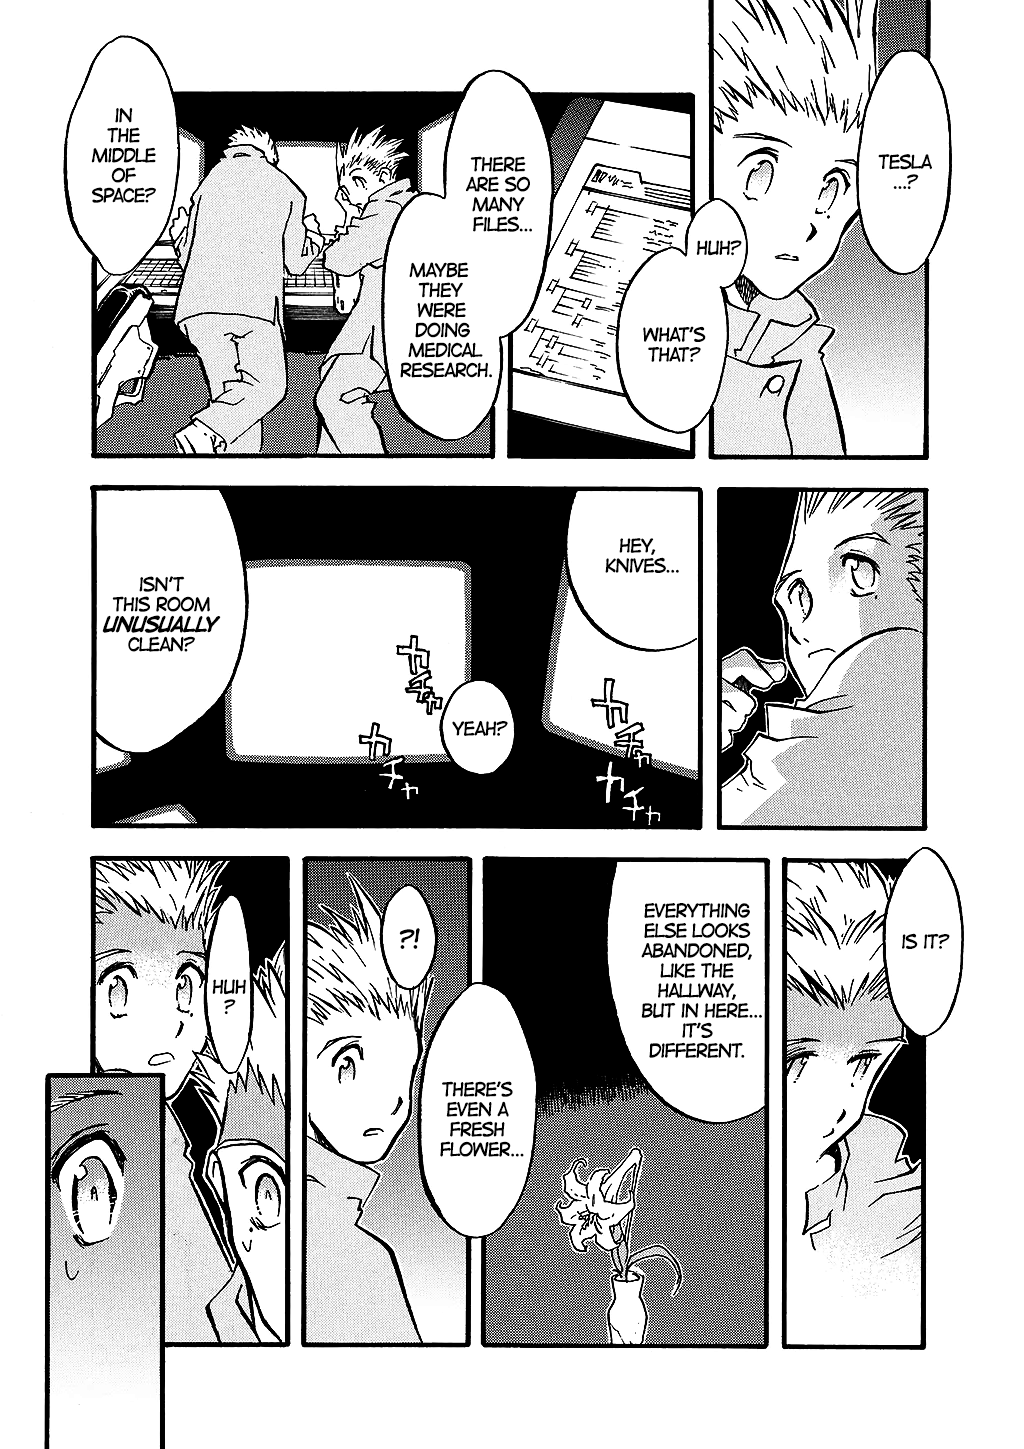 TESLA
...?
HUH?
WHAT'S
THAT?
THERE
ARE SO
MANY
FILES...
MAYBE
THEY
WERE
DOING
MEDICAL
RESEARCH.
IN
THE
MIDDLE
OF
SPACE?
HEY,
KNIVES...
カチャ
カチャ
YEAH?
カチャ
カチャ
ISN'T
THIS ROOM
UNUSUALLY
CLEAN?
IS IT?
EVERYTHING
ELSE LOOKS
ABANDONED,
LIKE THE
HALLWAY,
BUT IN HERE...
IT'S
DIFFERENT.
?!
THERE'S
EVEN A
FRESH
FLOWER...
HUH
?